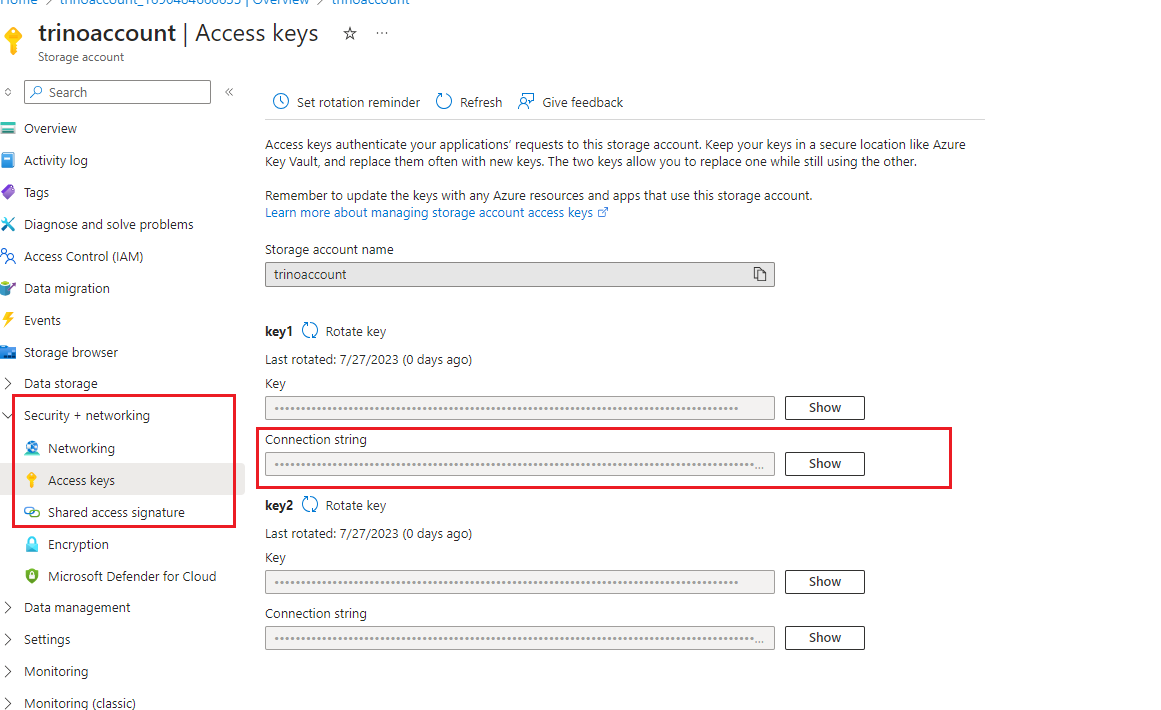 Home > trinoaccount_1690464668055 | Overview > trinoaccount
trinoaccount | Access keys
Storage account
Search
Overview
Activity log
Tags
Diagnose and solve problems
Access Control (IAM)
Data migration
Events
Storage browser
Data storage
Security + networking
Networking
Access keys
Shared access signature
Encryption
Microsoft Defender for Cloud
Data management
Settings
Monitoring
Monitoring (classic)
Set rotation reminder Refresh Give feedback
Access keys authenticate your applications’ requests to this storage account. Keep your keys in a secure location like Azure
Key Vault, and replace them often with new keys. The two keys allow you to replace one while still using the other.
Remember to update the keys with any Azure resources and apps that use this storage account.
Learn more about managing storage account access keys
Storage account name
trinoaccount
key1 Rotate key
Last rotated: 7/27/2023 (0 days ago)
Key
Show
Connection string
Show
key2 Rotate key
Last rotated: 7/27/2023 (0 days ago)
Key
Show
Connection string
Show